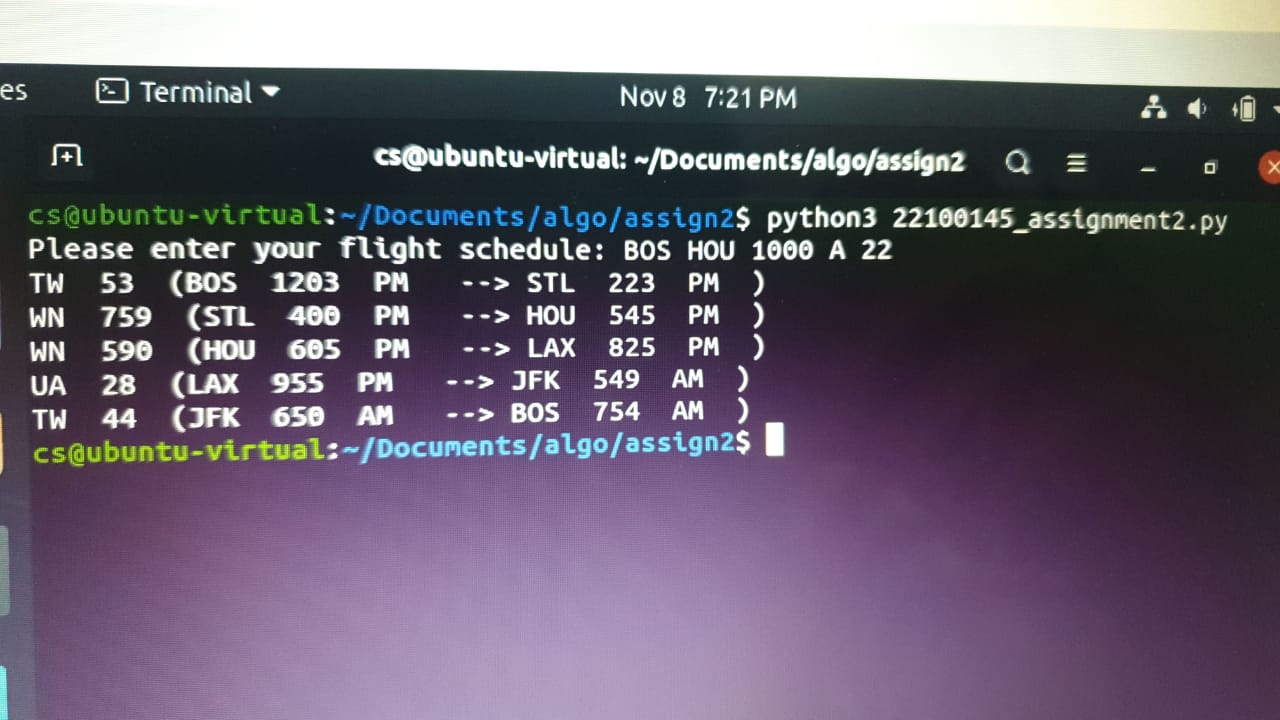 es Terminal Nov 8 7:21 PM
cs@ubuntu-virtual: ~/Documents/algo/assign2
cs@ubuntu-virtual:~/Documents/algo/assign2$ python3 22100145_assignment2.py
Please enter your flight schedule: BOS HOU 1000 A 22
TW 53 (BOS 1203 PM --> STL 223 PM )
WN 759 (STL 400 PM --> HOU 545 PM )
WN 590 (HOU 605 PM --> LAX 825 PM )
UA 28 (LAX 955 PM --> JFK 549 AM )
TW 44 (JFK 650 AM --> BOS 754 AM )
cs@ubuntu-virtual:~/Documents/algo/assign2$